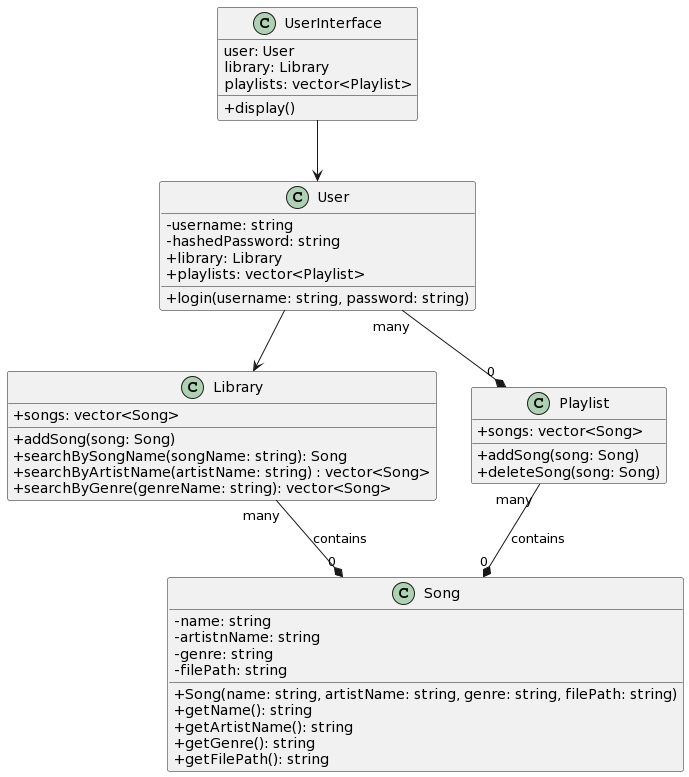 C UserInterface
user: User
library: Library
playlists: vector<Playlist>
+display()
C User
-username: string
-hashedPassword: string
+library: Library
+playlists: vector<Playlist>
+login(username: string, password: string)
many
0
C Library
+songs: vector<Song>
+addSong(song: Song)
+searchBySongName(songName: string): Song
+searchByArtistName(artistName: string) : vector<Song>
+searchByGenre(genreName: string): vector<Song>
C Playlist
+songs: vector<Song>
+addSong(song: Song)
+deleteSong(song: Song)
many
contains
0
many
contains
0
C Song
-name: string
-artistnName: string
-genre: string
-filePath: string
+Song(name: string, artistName: string, genre: string, filePath: string)
+getName(): string
+getArtistName(): string
+getGenre(): string
+getFilePath(): string